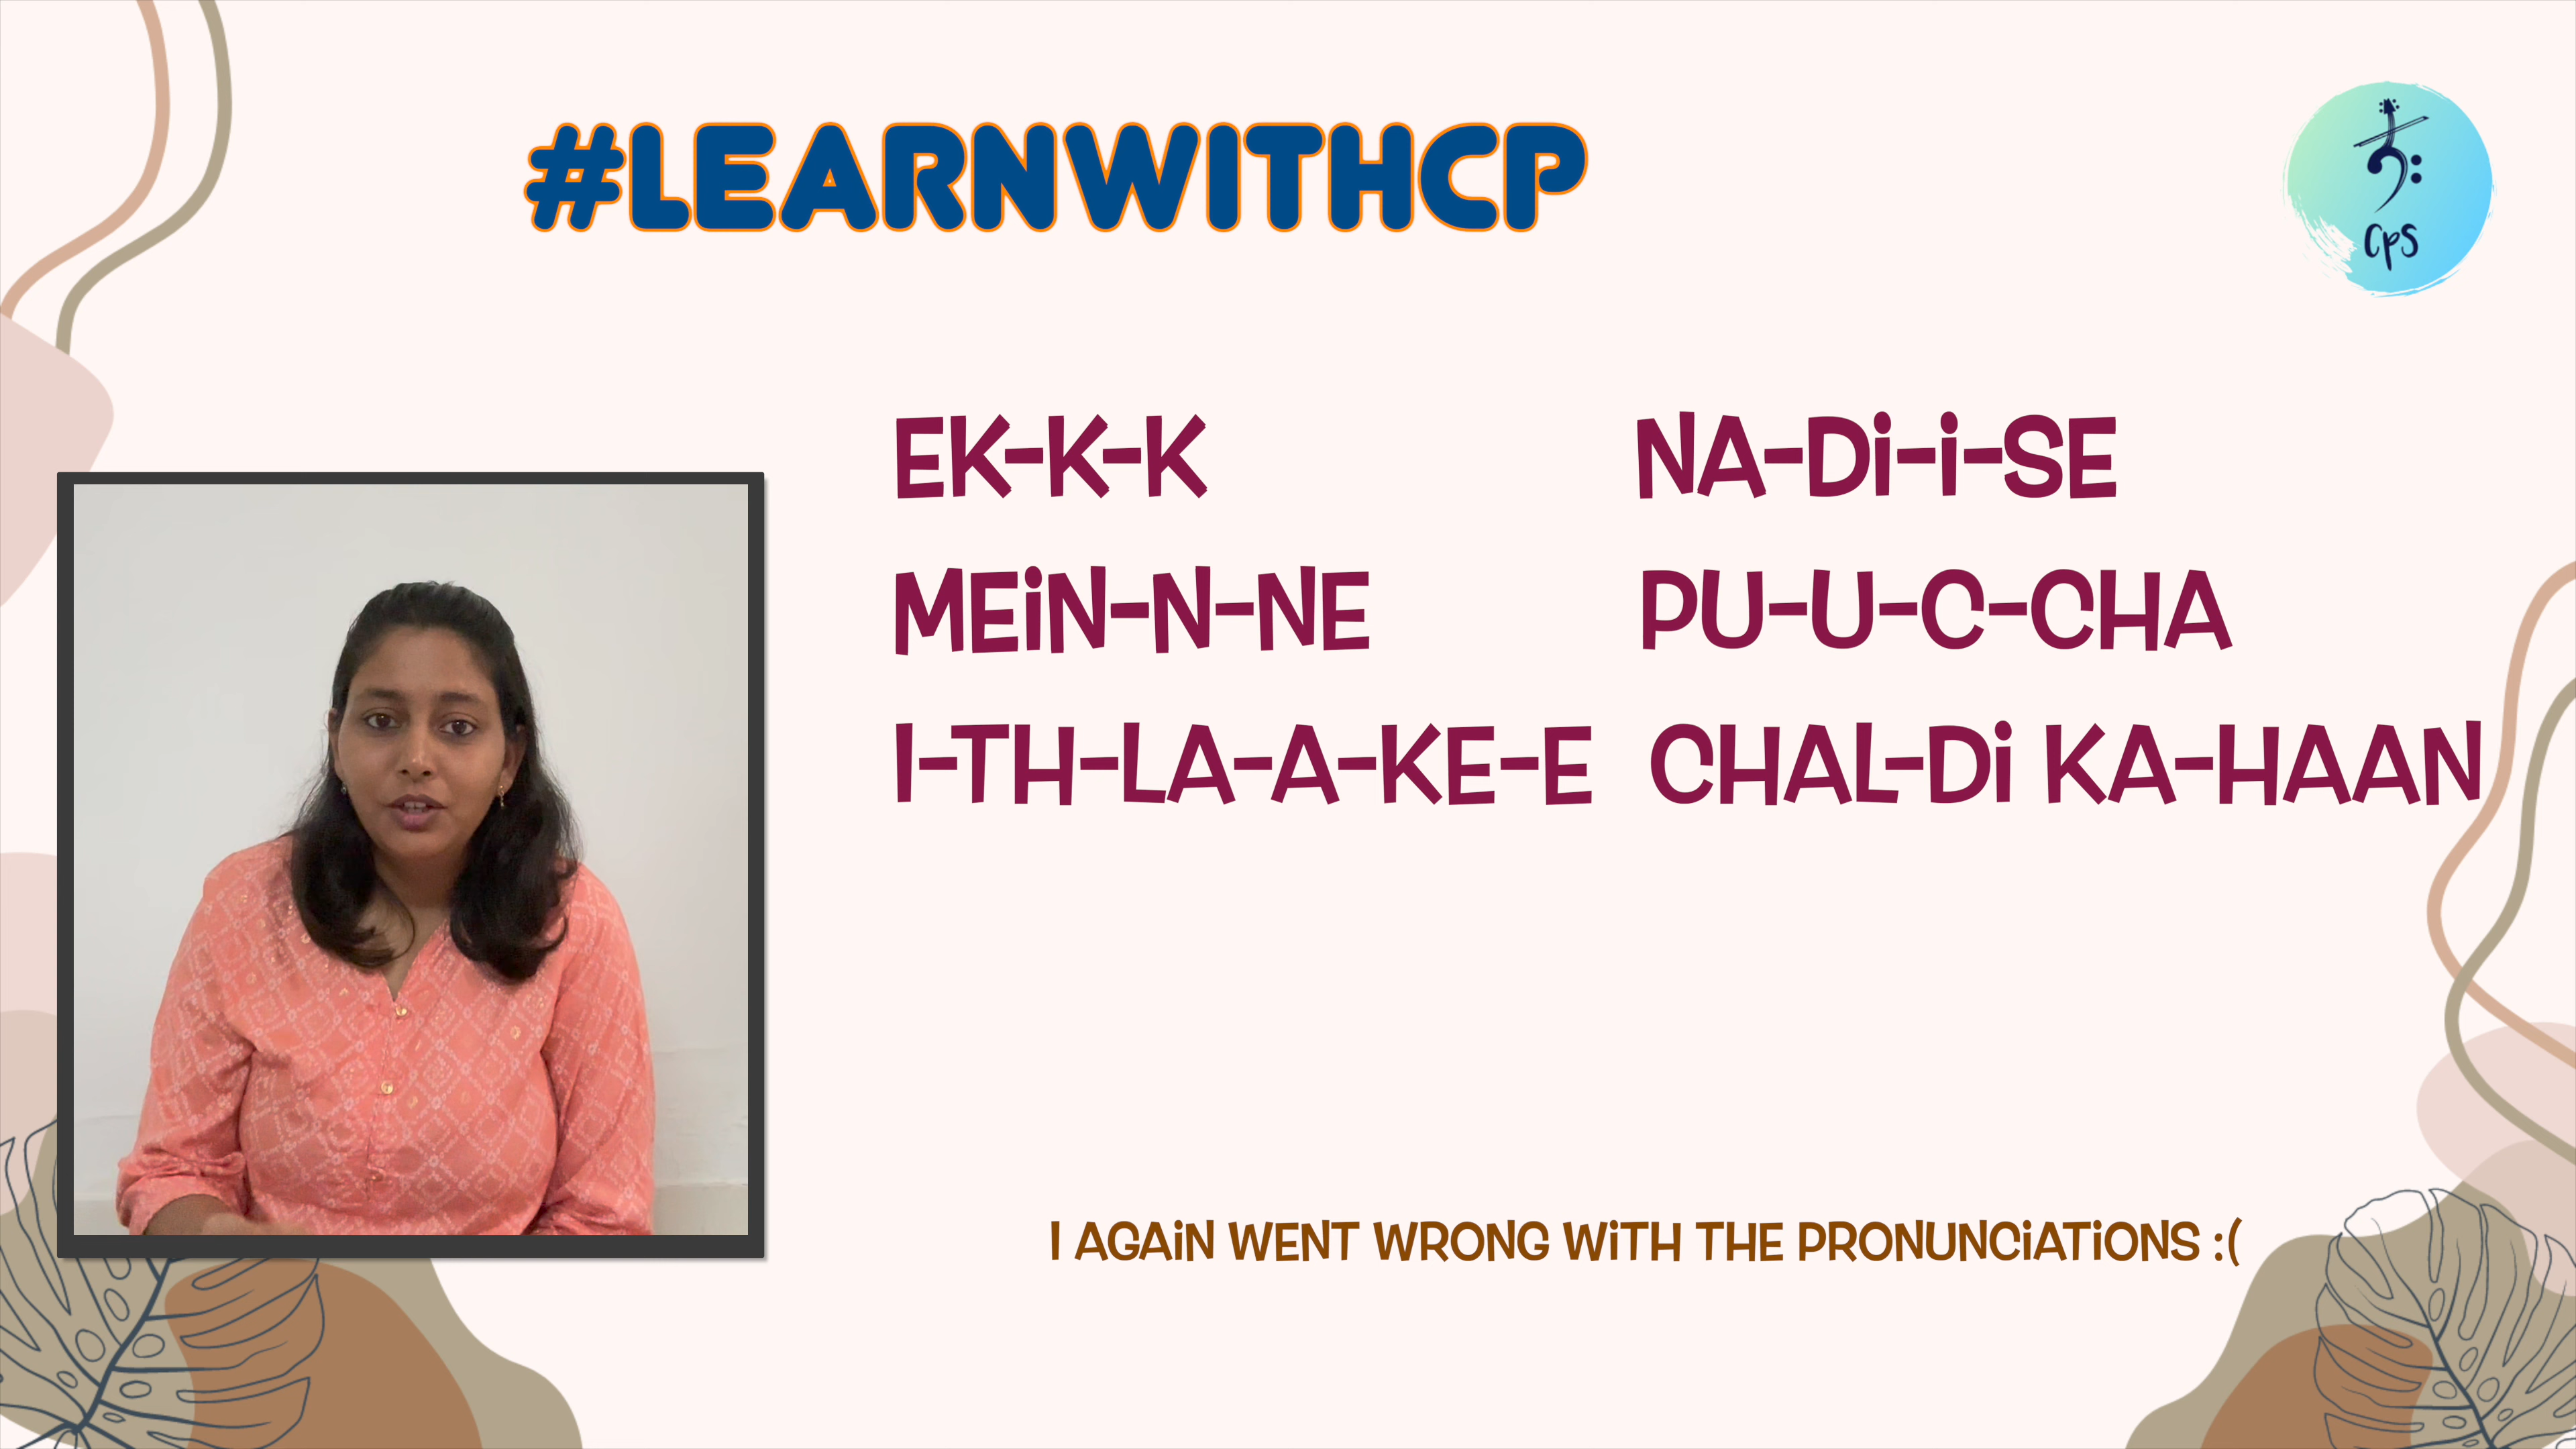 #LEARNWITHCP
CPS
EK-K-K NA-Di-i-SE
MEiN-N-NE PU-U-C-CHA
I-TH-LA-A-KE-E CHAL-Di KA-HAAN
I AGAiN WENT WRONG WiTH THE PRONUNCiATiONS :(